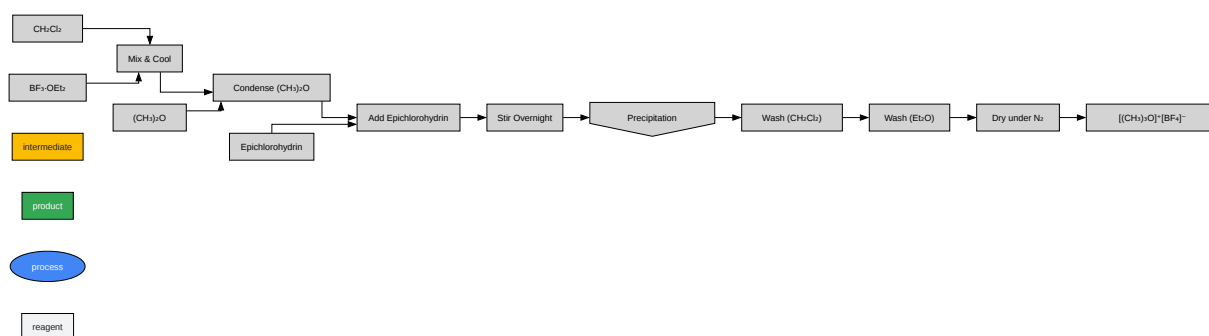 CH₂Cl₂
Mix & Cool
BF₃·OEt₂
Condense (CH₃)₂O
(CH₃)₂O
Add Epichlorohydrin
Stir Overnight
Precipitation
Wash (CH₂Cl₂)
Wash (Et₂O)
Dry under N₂
[(CH₃)₃O]⁺[BF₄]⁻
Epichlorohydrin
intermediate
product
process
reagent